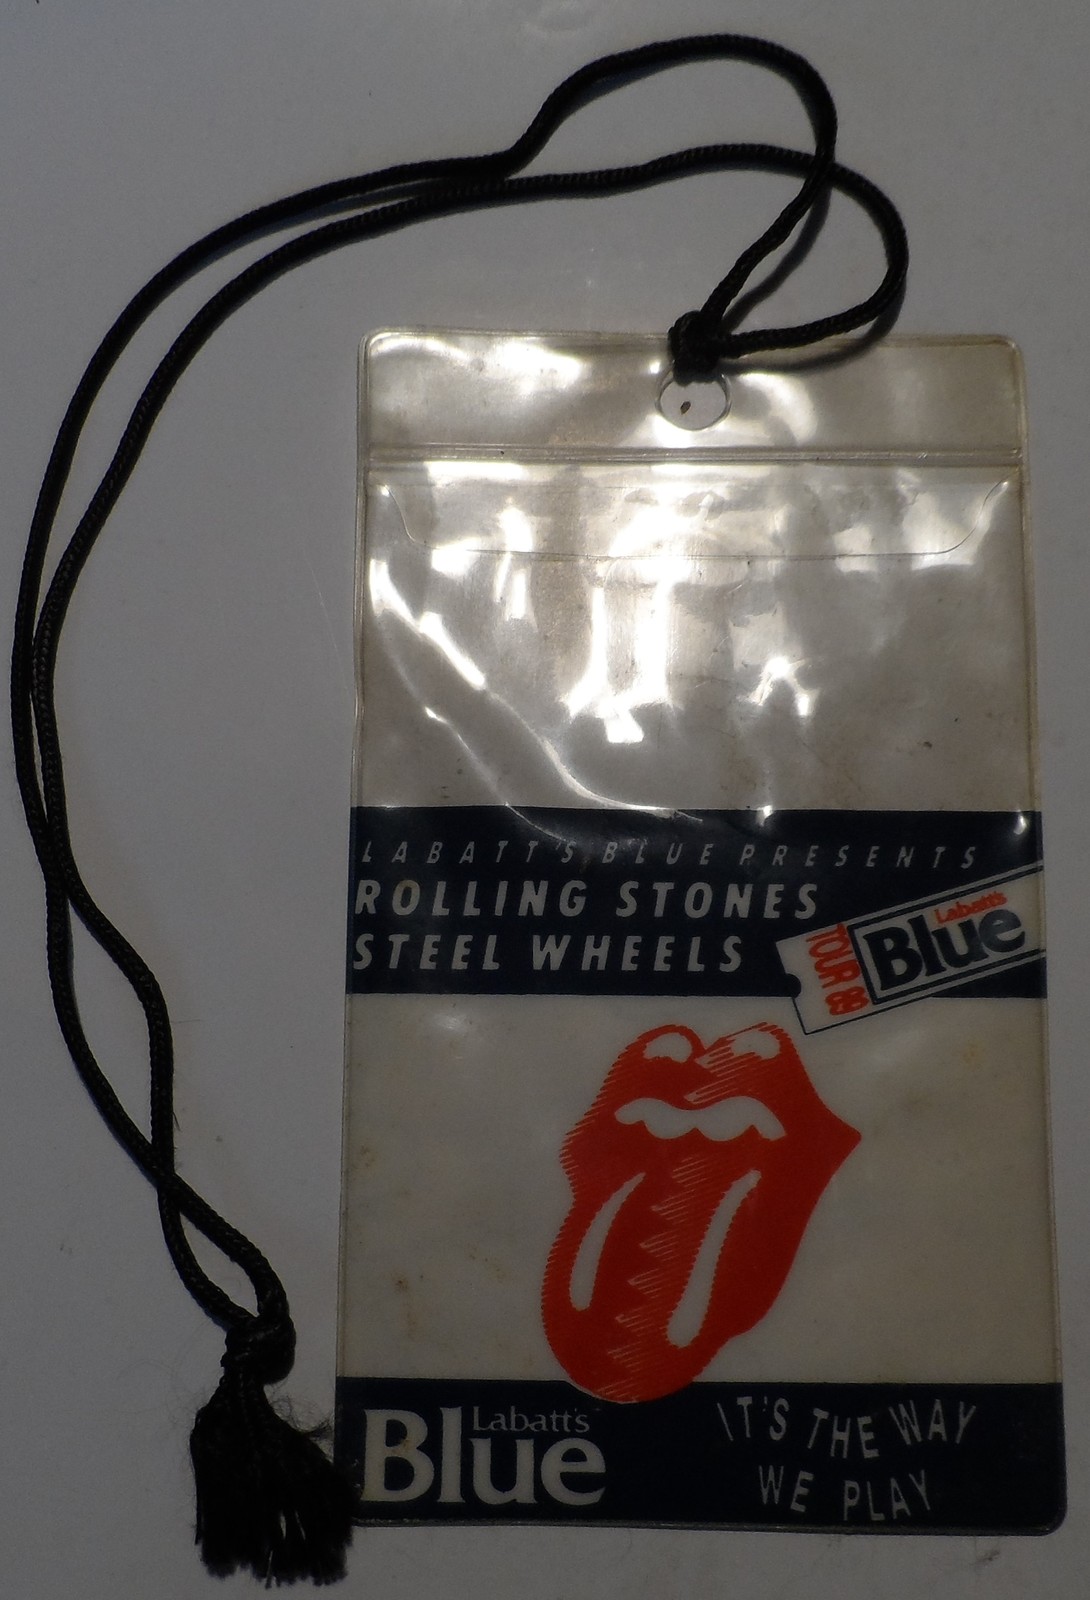 LABATT'S BLUE PRESENTS
ROLLING STONES
STEEL WHEELS
TOUR 89
Labatt's
Blue
Labatt's
Blue
IT'S THE WAY
WE PLAY